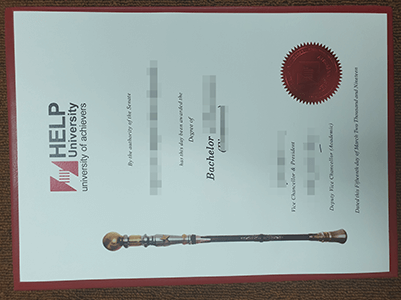 HELP
University
university of achievers
By the authority of the Senate
has this day been awarded the
Degree of
Bachelor
Vice Chancellor & President
Deputy Vice Chancellor (Academic)
Dated this Fifteenth day of March Two Thousand and Nineteen